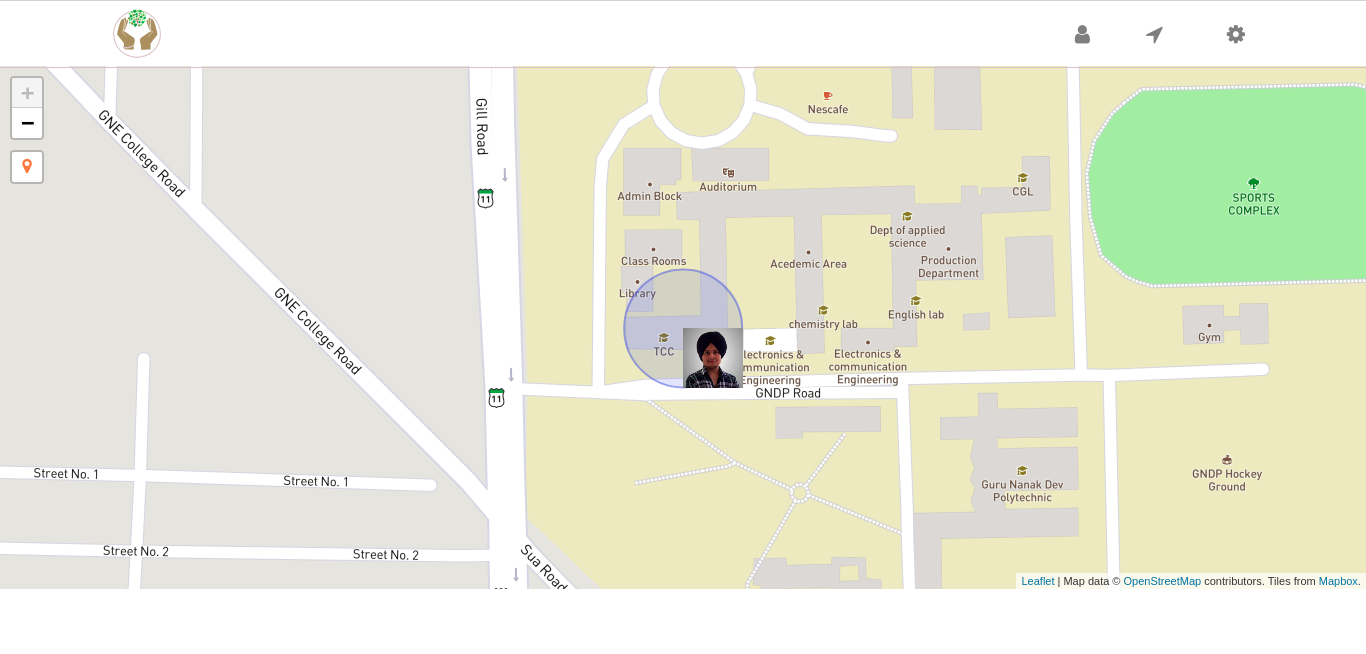 +
−
GNE College Road
Gill Road
Nescafe
11
Admin Block
Auditorium
CGL
SPORTS
COMPLEX
Dept of applied
science
Class Rooms
Acedemic Area
Production
Department
Library
chemistry lab
English lab
Gym
TCC
lectronics &
mmunication
Engineering
Electronics &
communication
Engineering
GNE College Road
11
GNDP Road
Street No. 1
Street No. 1
GNDP Hockey
Ground
Guru Nanak Dev
Polytechnic
Street No. 2
Street No. 2
Sua Road
Leaflet | Map data © OpenStreetMap contributors. Tiles from Mapbox.